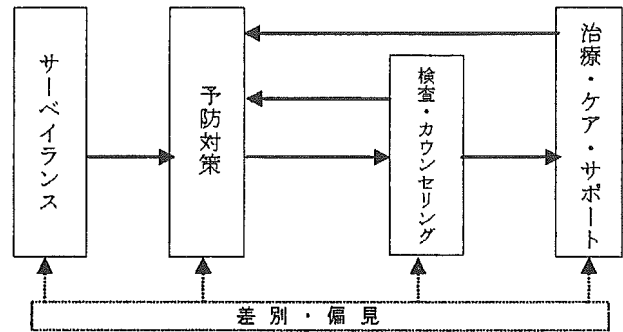 サーベイランス
予防対策
検査・カウンセリング
治療・ケア・サポート
差別・偏見